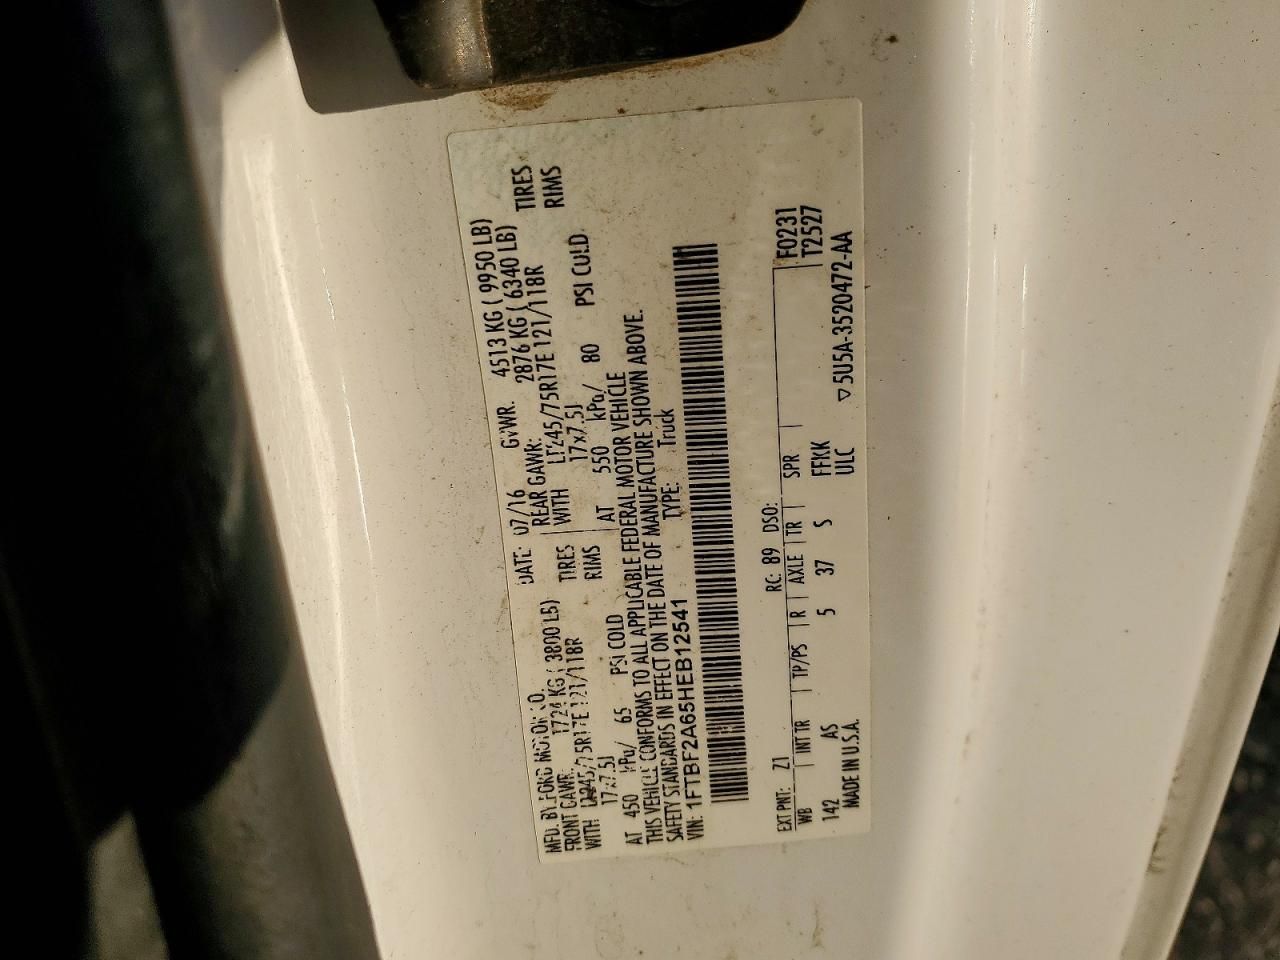 MFD. BY FORD MOTOR CO.
DATE: 07/16 GVWR: 4513 KG ( 9950 LB)
FRONT GAWR: 1724 KG ( 3800 LB) REAR GAWR: 2876 KG ( 6340 LB)
WITH LT245/75R17E 121/118R TIRES WITH LT245/75R17E 121/118R TIRES
17x7.5J RIMS 17x7.5J RIMS
AT 450 kPa/ 65 PSI COLD AT 550 kPa/ 80 PSI COLD
THIS VEHICLE CONFORMS TO ALL APPLICABLE FEDERAL MOTOR VEHICLE
SAFETY STANDARDS IN EFFECT ON THE DATE OF MANUFACTURE SHOWN ABOVE.
VIN: 1FTBF2A65HEB12541 TYPE: Truck
EXT PNT: Z1 RC: 89 DSO: F0231
WB INT TR TP/PS R AXLE TR SPR T2527
142 AS 5 37 S FFKK
MADE IN U.S.A. ULC ▽5U5A-3520472-AA